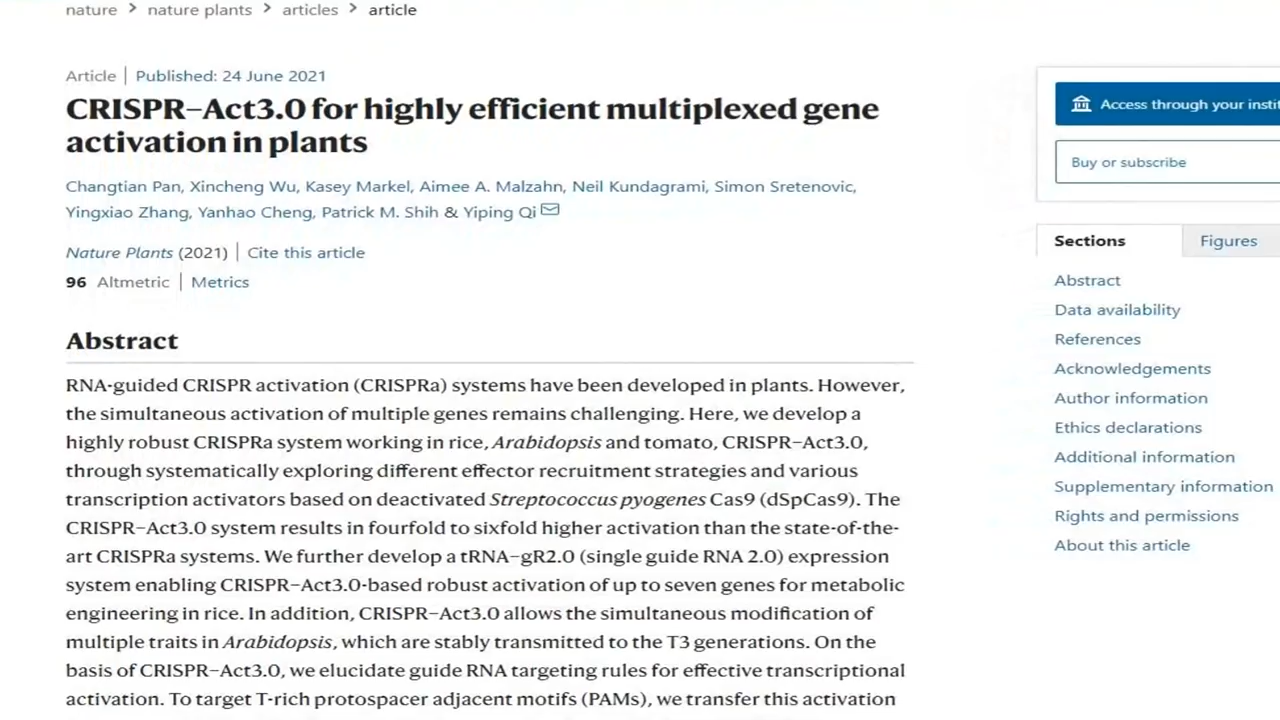 nature > nature plants > articles > article
Article | Published: 24 June 2021
CRISPR–Act3.0 for highly efficient multiplexed gene
activation in plants
Changtian Pan, Xincheng Wu, Kasey Markel, Aimee A. Malzahn, Neil Kundagrami, Simon Sretenovic,
Yingxiao Zhang, Yanhao Cheng, Patrick M. Shih & Yiping Qi
Nature Plants (2021) | Cite this article
96 Altmetric | Metrics
Abstract
RNA-guided CRISPR activation (CRISPRa) systems have been developed in plants. However,
the simultaneous activation of multiple genes remains challenging. Here, we develop a
highly robust CRISPRa system working in rice, Arabidopsis and tomato, CRISPR–Act3.0,
through systematically exploring different effector recruitment strategies and various
transcription activators based on deactivated Streptococcus pyogenes Cas9 (dSpCas9). The
CRISPR–Act3.0 system results in fourfold to sixfold higher activation than the state-of-the-
art CRISPRa systems. We further develop a tRNA–gR2.0 (single guide RNA 2.0) expression
system enabling CRISPR–Act3.0-based robust activation of up to seven genes for metabolic
engineering in rice. In addition, CRISPR–Act3.0 allows the simultaneous modification of
multiple traits in Arabidopsis, which are stably transmitted to the T3 generations. On the
basis of CRISPR–Act3.0, we elucidate guide RNA targeting rules for effective transcriptional
activation. To target T-rich protospacer adjacent motifs (PAMs), we transfer this activation
Access through your insti
Buy or subscribe
Sections
Figures
Abstract
Data availability
References
Acknowledgements
Author information
Ethics declarations
Additional information
Supplementary information
Rights and permissions
About this article